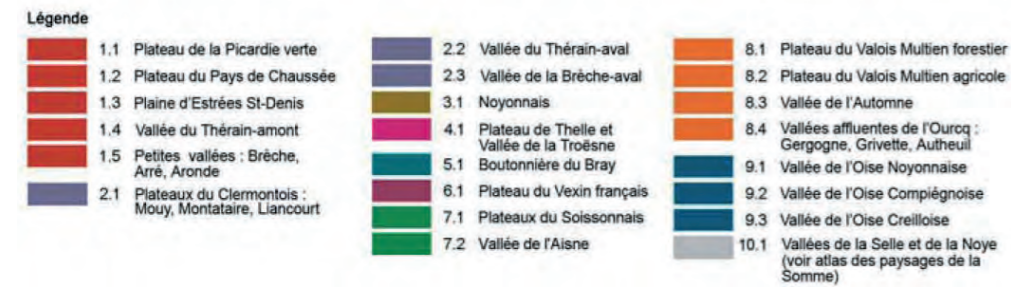 Légende
1.1 Plateau de la Picardie verte
1.2 Plateau du Pays de Chaussée
1.3 Plaine d'Estrées St-Denis
1.4 Vallée du Thérain-amont
1.5 Petites vallées : Brèche,
Arré, Aronde
2.1 Plateaux du Clermontois :
Mouy, Montataire, Liancourt
2.2 Vallée du Thérain-aval
2.3 Vallée de la Brèche-aval
3.1 Noyonnais
4.1 Plateau de Thelle et
Vallée de la Troësne
5.1 Boutonnière du Bray
6.1 Plateau du Vexin français
7.1 Plateaux du Soissonnais
7.2 Vallée de l'Aisne
8.1 Plateau du Valois Multien forestier
8.2 Plateau du Valois Multien agricole
8.3 Vallée de l'Automne
8.4 Vallées affluentes de l'Ourcq :
Gergogne, Grivette, Autheuil
9.1 Vallée de l'Oise Noyonnaise
9.2 Vallée de l'Oise Compiégnoise
9.3 Vallée de l'Oise Creilloise
10.1 Vallées de la Selle et de la Noye
(voir atlas des paysages de la
Somme)